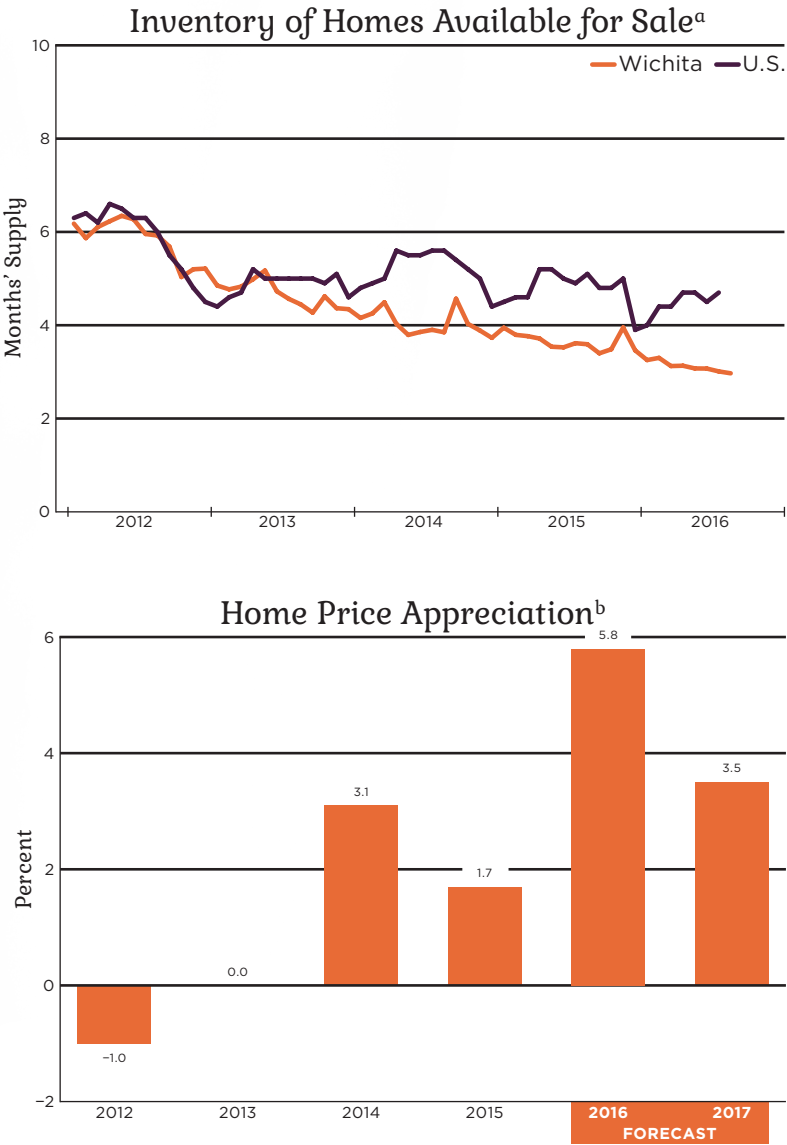 Inventory of Homes Available for Saleᵃ
Wichita U.S.
Months' Supply
10
8
6
4
2
0
2012 2013 2014 2015 2016
Home Price Appreciationᵇ
Percent
6
4
2
0
−2
−1.0
0.0
3.1
1.7
5.8
3.5
2012 2013 2014 2015 2016 2017
FORECAST